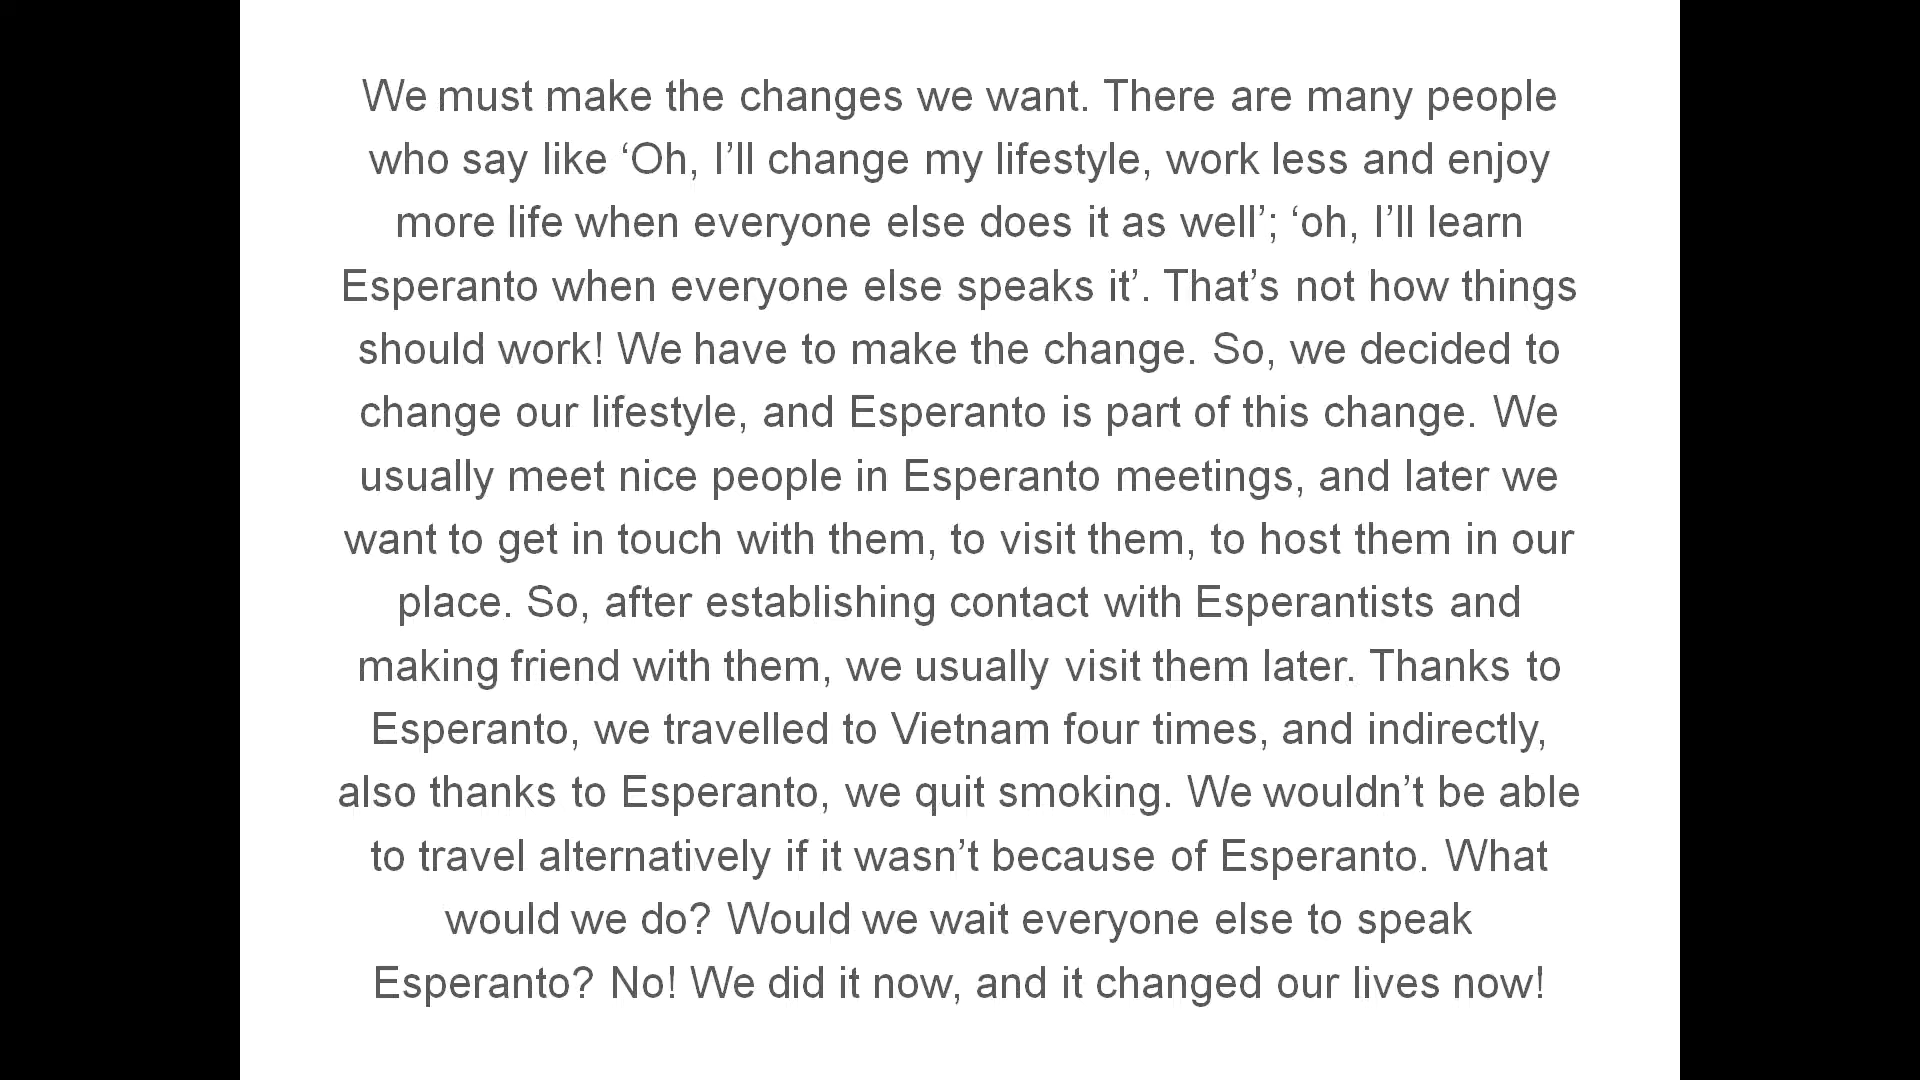 We must make the changes we want. There are many people
who say like ‘Oh, I’ll change my lifestyle, work less and enjoy
more life when everyone else does it as well’; ‘oh, I’ll learn
Esperanto when everyone else speaks it’. That’s not how things
should work! We have to make the change. So, we decided to
change our lifestyle, and Esperanto is part of this change. We
usually meet nice people in Esperanto meetings, and later we
want to get in touch with them, to visit them, to host them in our
place. So, after establishing contact with Esperantists and
making friend with them, we usually visit them later. Thanks to
Esperanto, we travelled to Vietnam four times, and indirectly,
also thanks to Esperanto, we quit smoking. We wouldn’t be able
to travel alternatively if it wasn’t because of Esperanto. What
would we do? Would we wait everyone else to speak
Esperanto? No! We did it now, and it changed our lives now!